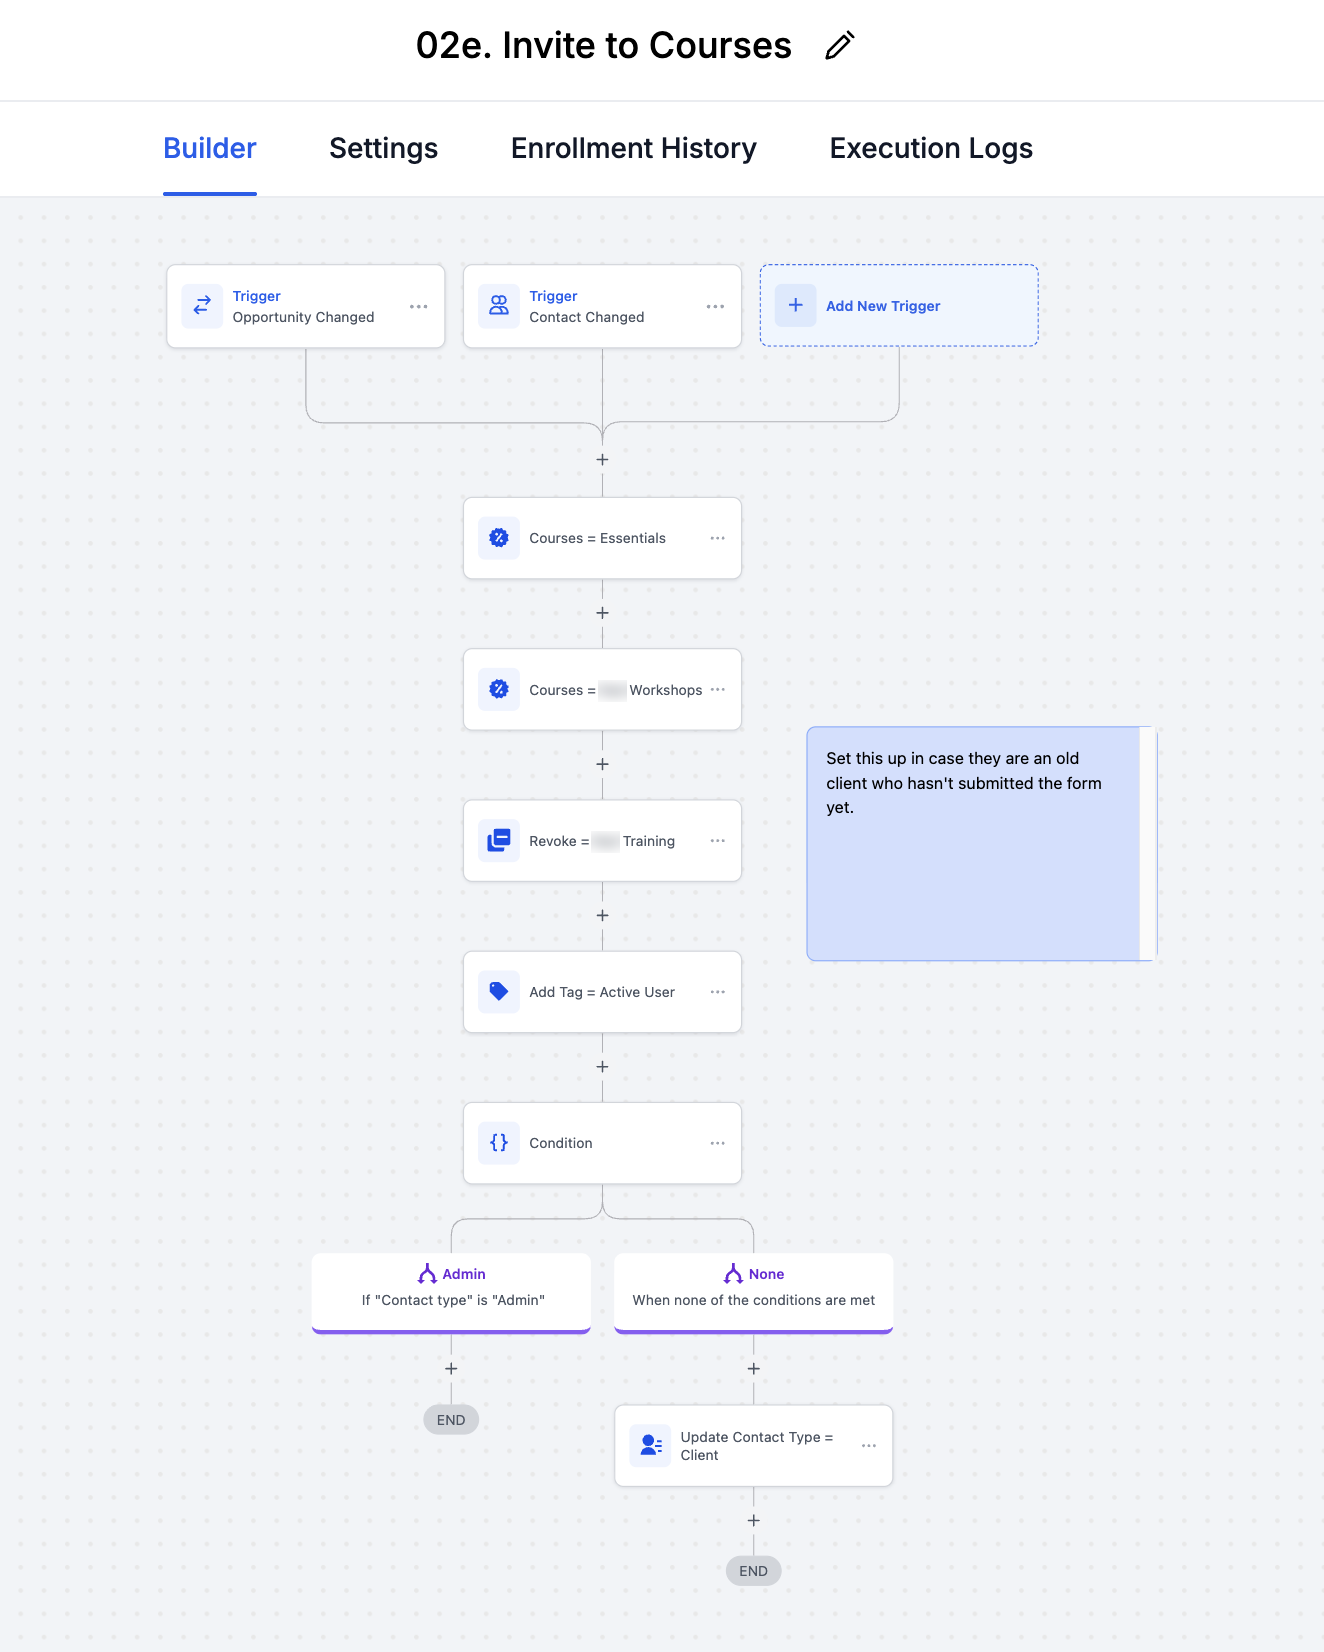 02e. Invite to Courses
Builder
Settings
Enrollment History
Execution Logs
Trigger
Opportunity Changed
Trigger
Contact Changed
Add New Trigger
Courses = Essentials
Courses = Workshops
Revoke = Training
Set this up in case they are an old
client who hasn't submitted the form
yet.
Add Tag = Active User
Condition
Admin
If "Contact type" is "Admin"
None
When none of the conditions are met
END
Update Contact Type =
Client
END